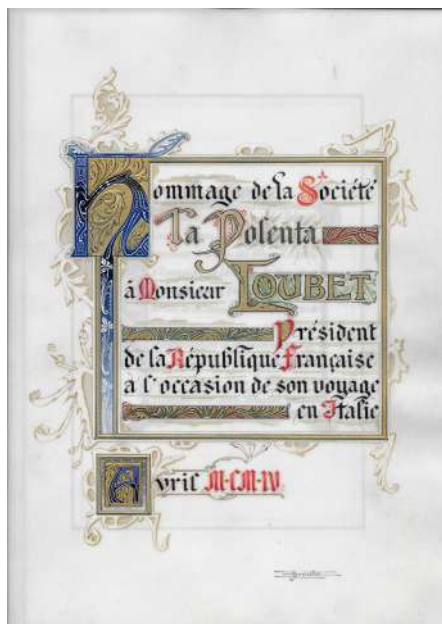 Hommage de la Société
La Polenta
à Monsieur LOUBET
Président
de la République Française
a l'occasion de son voyage
en Italie
Avril M·CM·IV